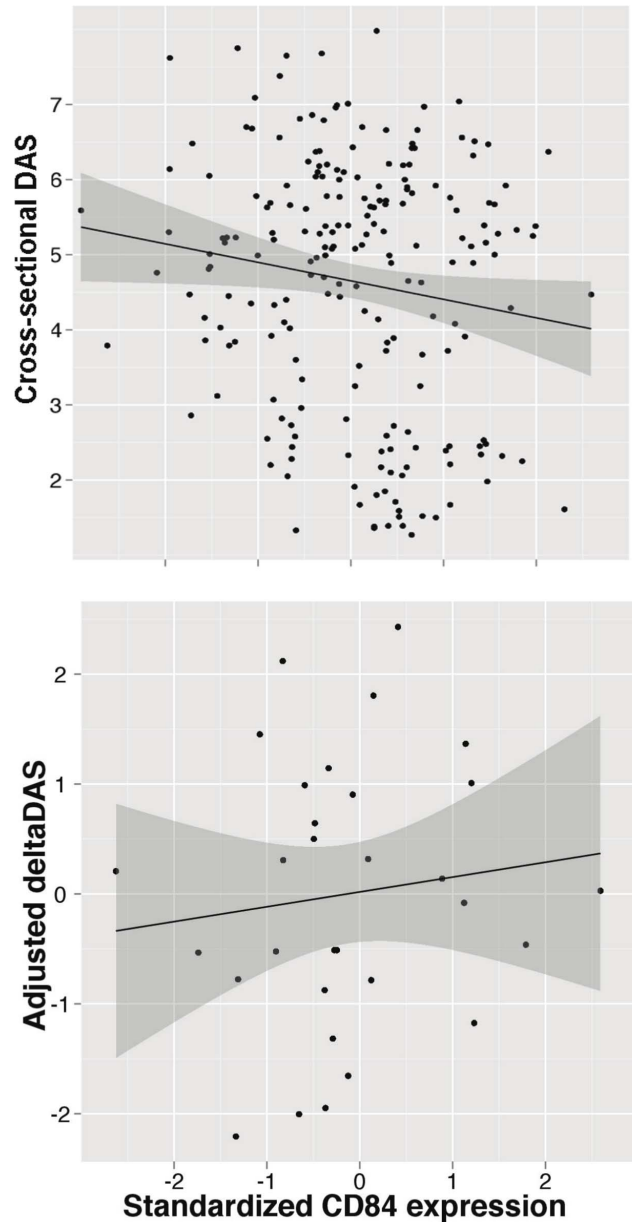 Cross-sectional DAS
7
6
5
4
3
2
Adjusted deltaDAS
2
1
0
-1
-2
-2 -1 0 1 2
Standardized CD84 expression